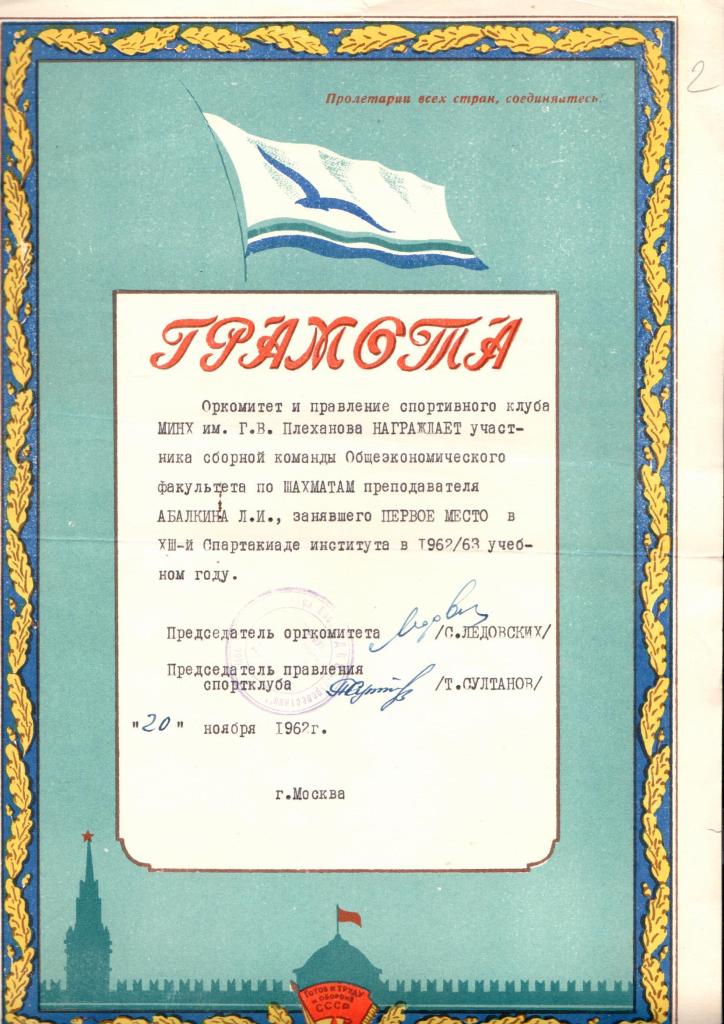 2
Пролетарии всех стран, соединяйтесь!
ГРАМОТА
Оркомитет и правление спортивного клуба
МИНХ им. Г.В. Плеханова НАГРАЖДАЕТ участ-
ника сборной команды Общеэкономического
факультета по ШАХМАТАМ преподавателя
АБАЛКИНА Л.И., занявшего ПЕРВОЕ МЕСТО в
ХШ-й Спартакиаде института в 1962/63 учеб-
ном году.
Председатель оргкомитета /С.ЛЕДОВСКИХ/
Председатель правления
спортклуба /Т.СУЛТАНОВ/
"20" ноября 1962г.
г.Москва
ГОТОВ К ТРУДУ
и ОБОРОНЕ
СССР